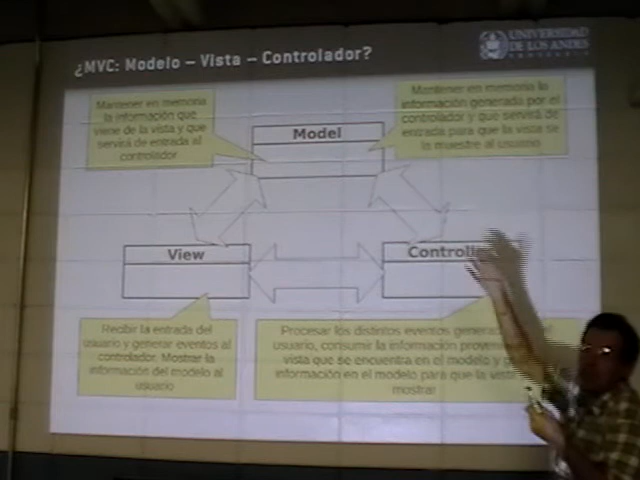 ¿MVC: Modelo – Vista – Controlador?
UNIVERSIDAD
DE LOS ANDES
VENEZUELA
Mantener en memoria
la información que
viene de la vista y que
servirá de entrada al
controlador
Mantener en memoria la
información generada por el
controlador y que servirá de
entrada para que la vista se
la muestre al usuario
Model
View
Recibir la entrada del
usuario y generar eventos al
controlador. Mostrar la
información del modelo al
usuario
Procesar los distintos eventos
usuario, consumir la información
vista que se encuentra en el modelo y
información en el modelo para que la
mostrar